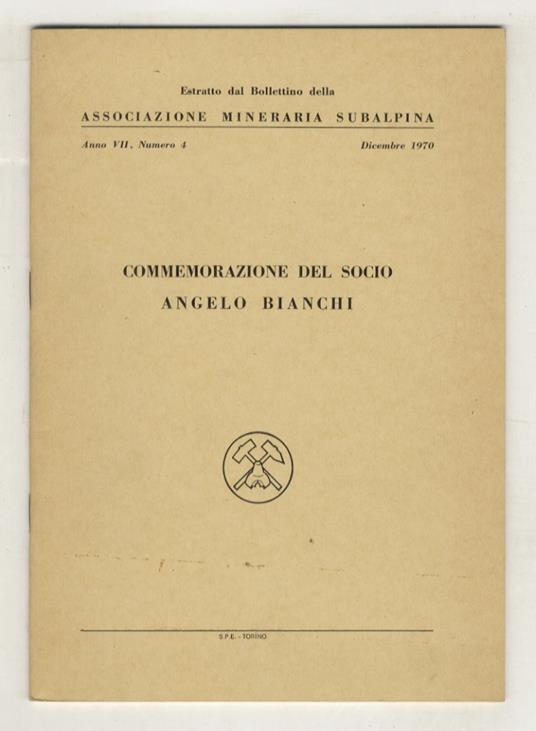 Estratto dal Bollettino della
ASSOCIAZIONE MINERARIA SUBALPINA
Anno VII, Numero 4 Dicembre 1970
COMMEMORAZIONE DEL SOCIO
ANGELO BIANCHI
S.P.E. - TORINO